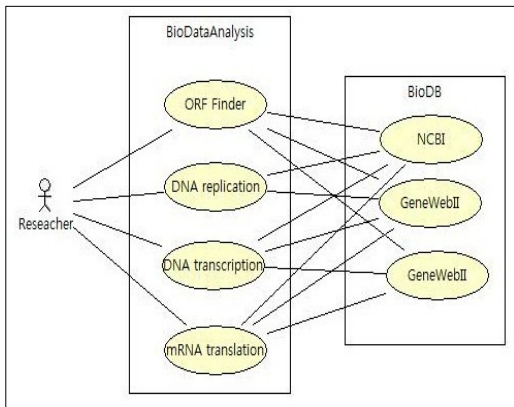 BioDataAnalysis
ORF Finder
DNA replication
DNA transcription
mRNA translation
Reseacher
BioDB
NCBI
GeneWebII
GeneWebII